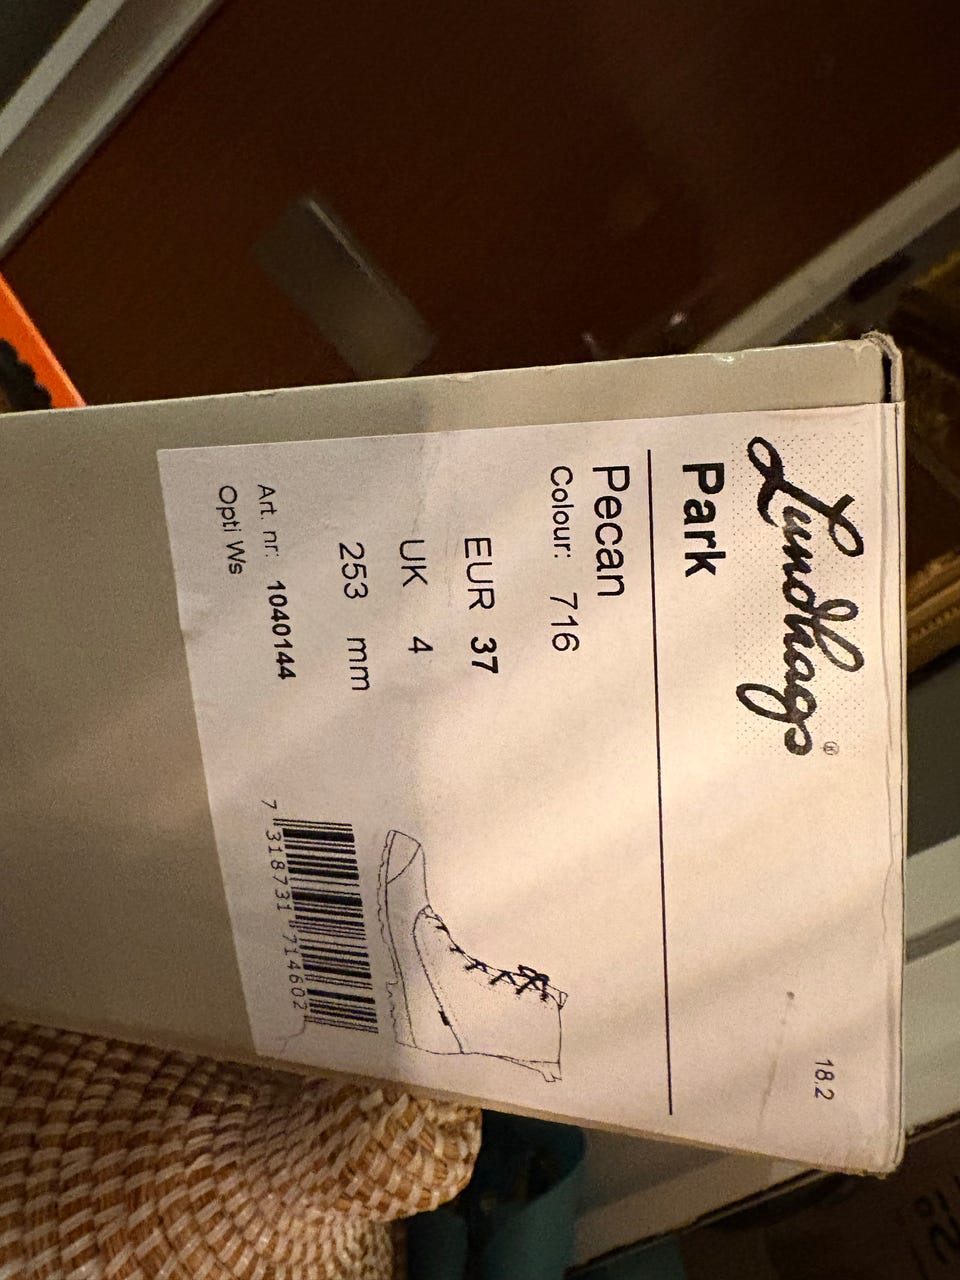 Lundhags ®
18.2
Park
Pecan
Colour: 716
EUR 37
UK 4
253 mm
Art. nr: 1040144
Opti Ws
7 318731 714602